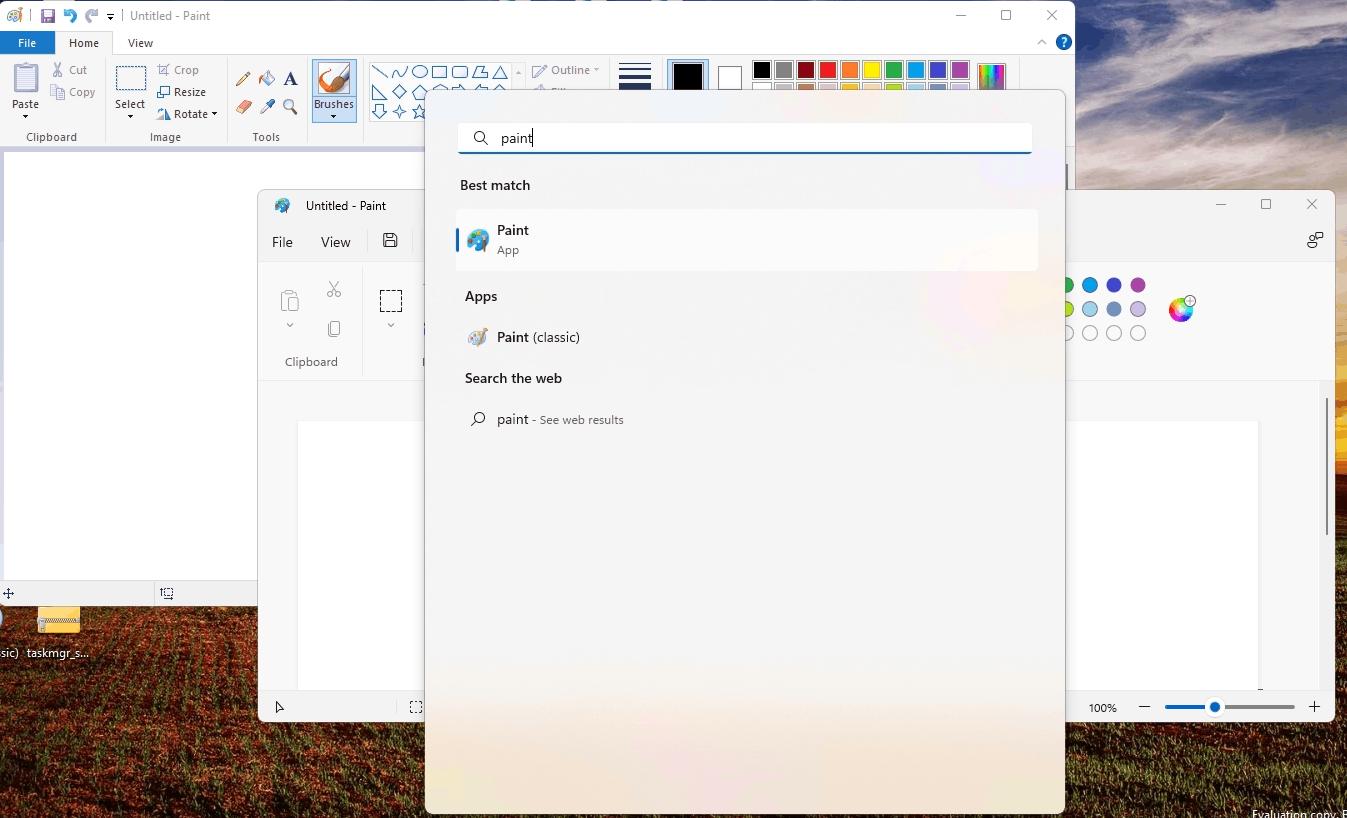 Untitled - Paint
File
Home
View
Paste
Cut
Copy
Select
Crop
Resize
Rotate
Brushes
Outline
Clipboard
Image
Tools
paint
Best match
Paint
App
Apps
Paint (classic)
Search the web
paint - See web results
Untitled - Paint
File
View
Clipboard
100%
sic)
taskmgr_s...
Evaluation copy.